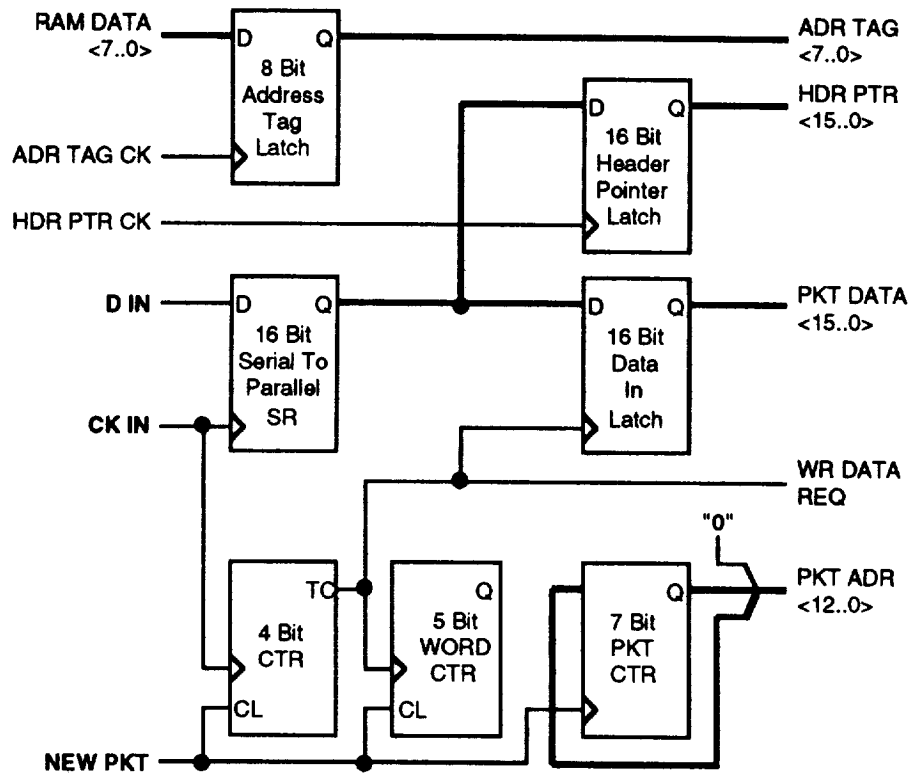 RAM DATA
<7..0>
D Q
8 Bit
Address
Tag
Latch
ADR TAG
<7..0>
ADR TAG CK
D Q
16 Bit
Header
Pointer
Latch
HDR PTR
<15..0>
HDR PTR CK
D IN
D Q
16 Bit
Serial To
Parallel
SR
D Q
16 Bit
Data
In
Latch
PKT DATA
<15..0>
CK IN
WR DATA
REQ
"0"
TC
4 Bit
CTR
CL
Q
5 Bit
WORD
CTR
CL
Q
7 Bit
PKT
CTR
PKT ADR
<12..0>
NEW PKT